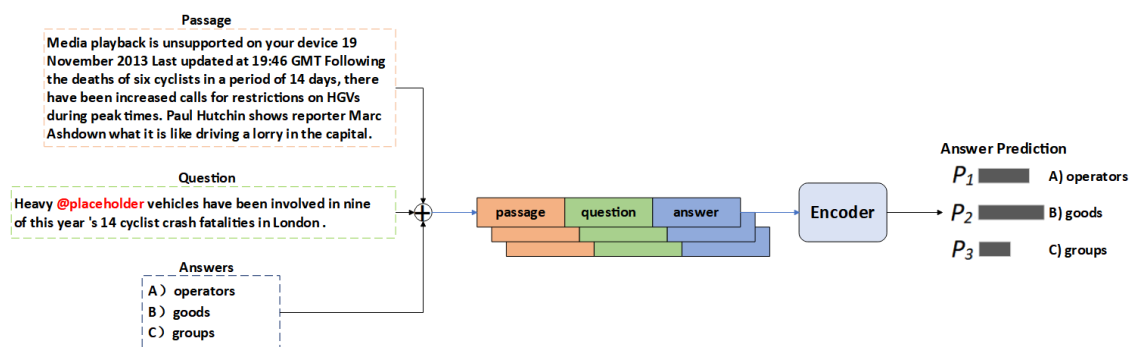 Passage
Media playback is unsupported on your device 19
November 2013 Last updated at 19:46 GMT Following
the deaths of six cyclists in a period of 14 days, there
have been increased calls for restrictions on HGVs
during peak times. Paul Hutchin shows reporter Marc
Ashdown what it is like driving a lorry in the capital.
Question
Heavy @placeholder vehicles have been involved in nine
of this year 's 14 cyclist crash fatalities in London .
Answers
A）operators
B）goods
C）groups
passage question answer
Encoder
Answer Prediction
P1 A) operators
P2 B) goods
P3 C) groups